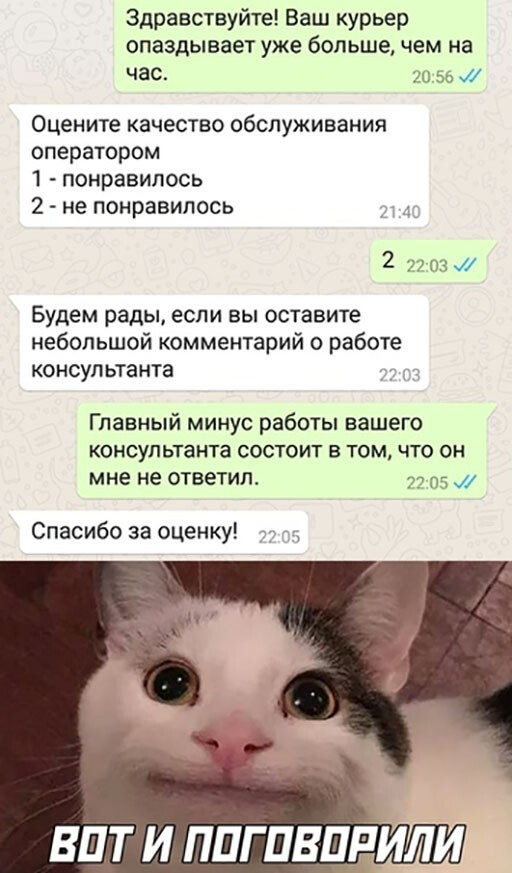 Здравствуйте! Ваш курьер
опаздывает уже больше, чем на
час. 20:56
Оцените качество обслуживания
оператором
1 - понравилось
2 - не понравилось 21:40
2 22:03
Будем рады, если вы оставите
небольшой комментарий о работе
консультанта 22:03
Главный минус работы вашего
консультанта состоит в том, что он
мне не ответил. 22:05
Спасибо за оценку! 22:05
ВОТ И ПОГОВОРИЛИ